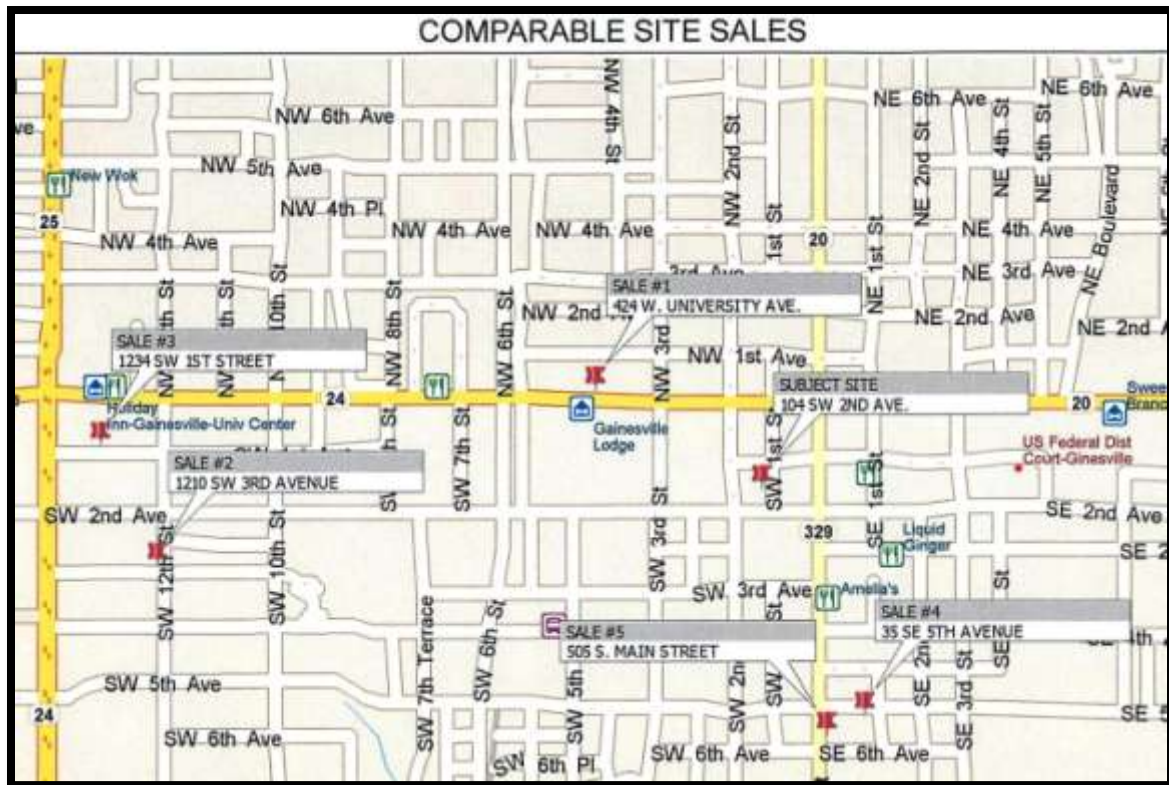 COMPARABLE SITE SALES
NE 6th Ave
NE 6th Ave
NW 6th Ave
NW 4th St
NW 2nd St
NE 2nd St
NE 4th St
NE 5th St
New Wok
NW 5th Ave
NW 4th Pl
25
NW 4th Ave
NW 4th Ave
NW 4th Ave
1st St
20
NE 1st St
NE 4th Ave
NE Boulevard
3rd Ave
NE 3rd Ave
SALE #1
424 W. UNIVERSITY AVE.
NW 2nd
NE 2nd Ave
NE 2nd
10th St
NW 8th St
NW 6th St
NW 3rd
SALE #3
1234 SW 1ST STREET
NW 1st Ave
SUBJECT SITE
104 SW 2ND AVE.
24
20
Holiday
Inn-Gainesville-Univ Center
Gainesville
Lodge
US Federal Dist
Court-Ginesville
SW 7th St
SW 1st St
SE 1st St
SALE #2
1210 SW 3RD AVENUE
SW 2nd Ave
SE 2nd Ave
329
Liquid
Ginger
SW 12th St
SW 10th St
SW 3rd St
SW 3rd Ave
Amelia's
SALE #4
35 SE 5TH AVENUE
SALE #5
505 S. MAIN STREET
SW 7th Terrace
SW 6th St
SW 5th
SE 3rd St
SW 5th Ave
24
SW 6th Ave
SW 6th Pl
SW 6th Ave
SE 6th Ave